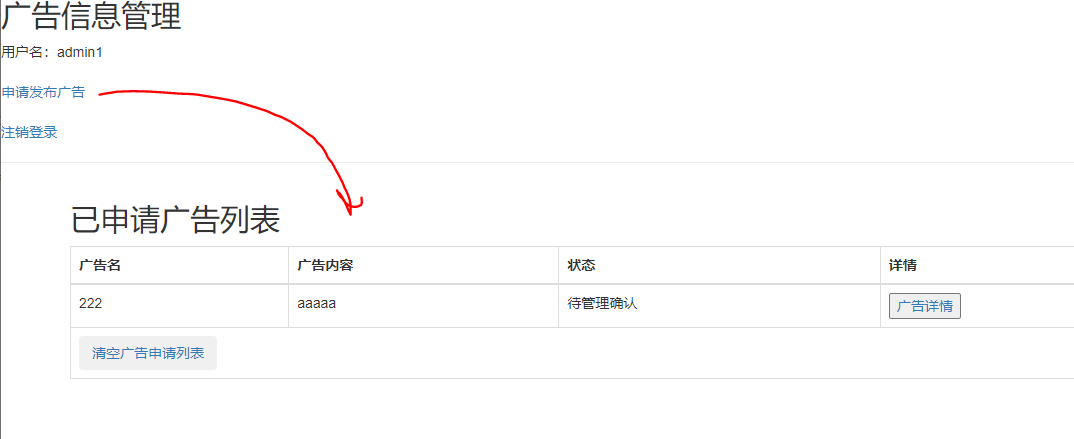 广告信息管理
用户名：admin1
申请发布广告
注销登录
已申请广告列表
广告名 广告内容 状态 详情
222 aaaaa 待管理确认 广告详情
清空广告申请列表